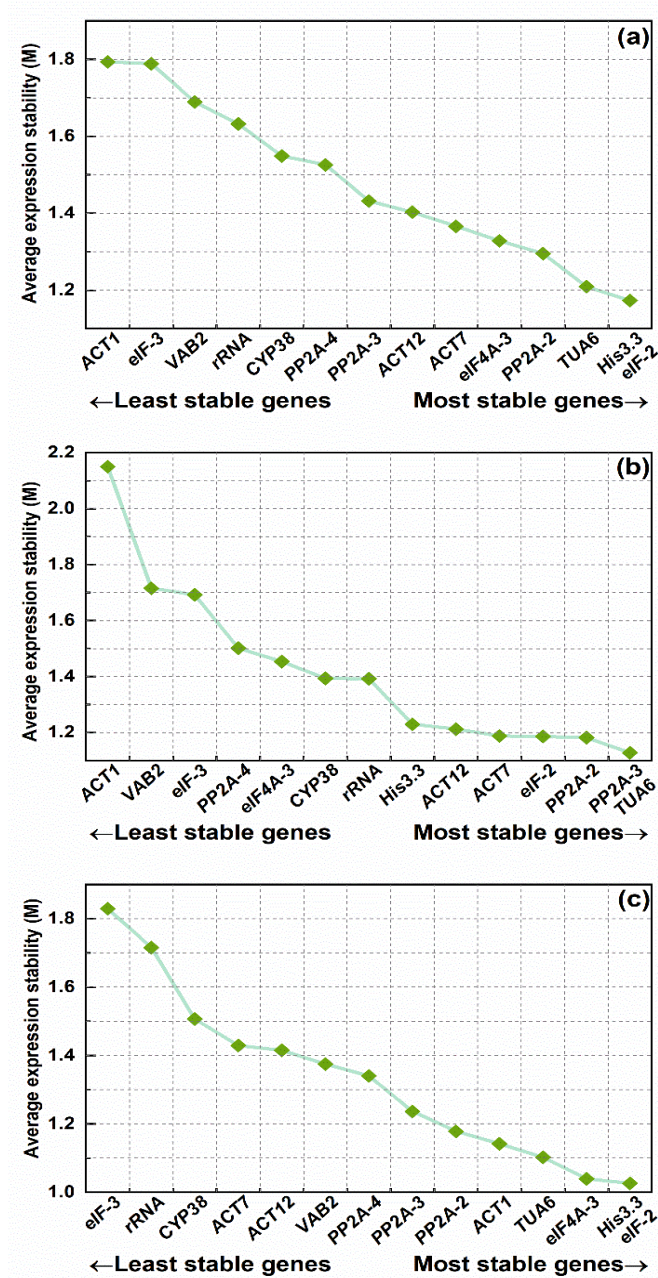 (a)
Average expression stability (M)
1.8
1.6
1.4
1.2
ACT1
eIF-3
VAB2
rRNA
CYP38
PP2A-4
PP2A-3
ACT12
ACT7
eIF4A-3
PP2A-2
TUA6
His3.3
eIF-2
←Least stable genes
Most stable genes→
(b)
Average expression stability (M)
2.2
2.0
1.8
1.6
1.4
1.2
ACT1
VAB2
eIF-3
PP2A-4
eIF4A-3
CYP38
rRNA
His3.3
ACT12
ACT7
eIF-2
PP2A-2
PP2A-3
TUA6
←Least stable genes
Most stable genes→
(c)
Average expression stability (M)
1.8
1.6
1.4
1.2
1.0
eIF-3
rRNA
CYP38
ACT7
ACT12
VAB2
PP2A-4
PP2A-3
PP2A-2
ACT1
TUA6
eIF4A-3
His3.3
eIF-2
←Least stable genes
Most stable genes→